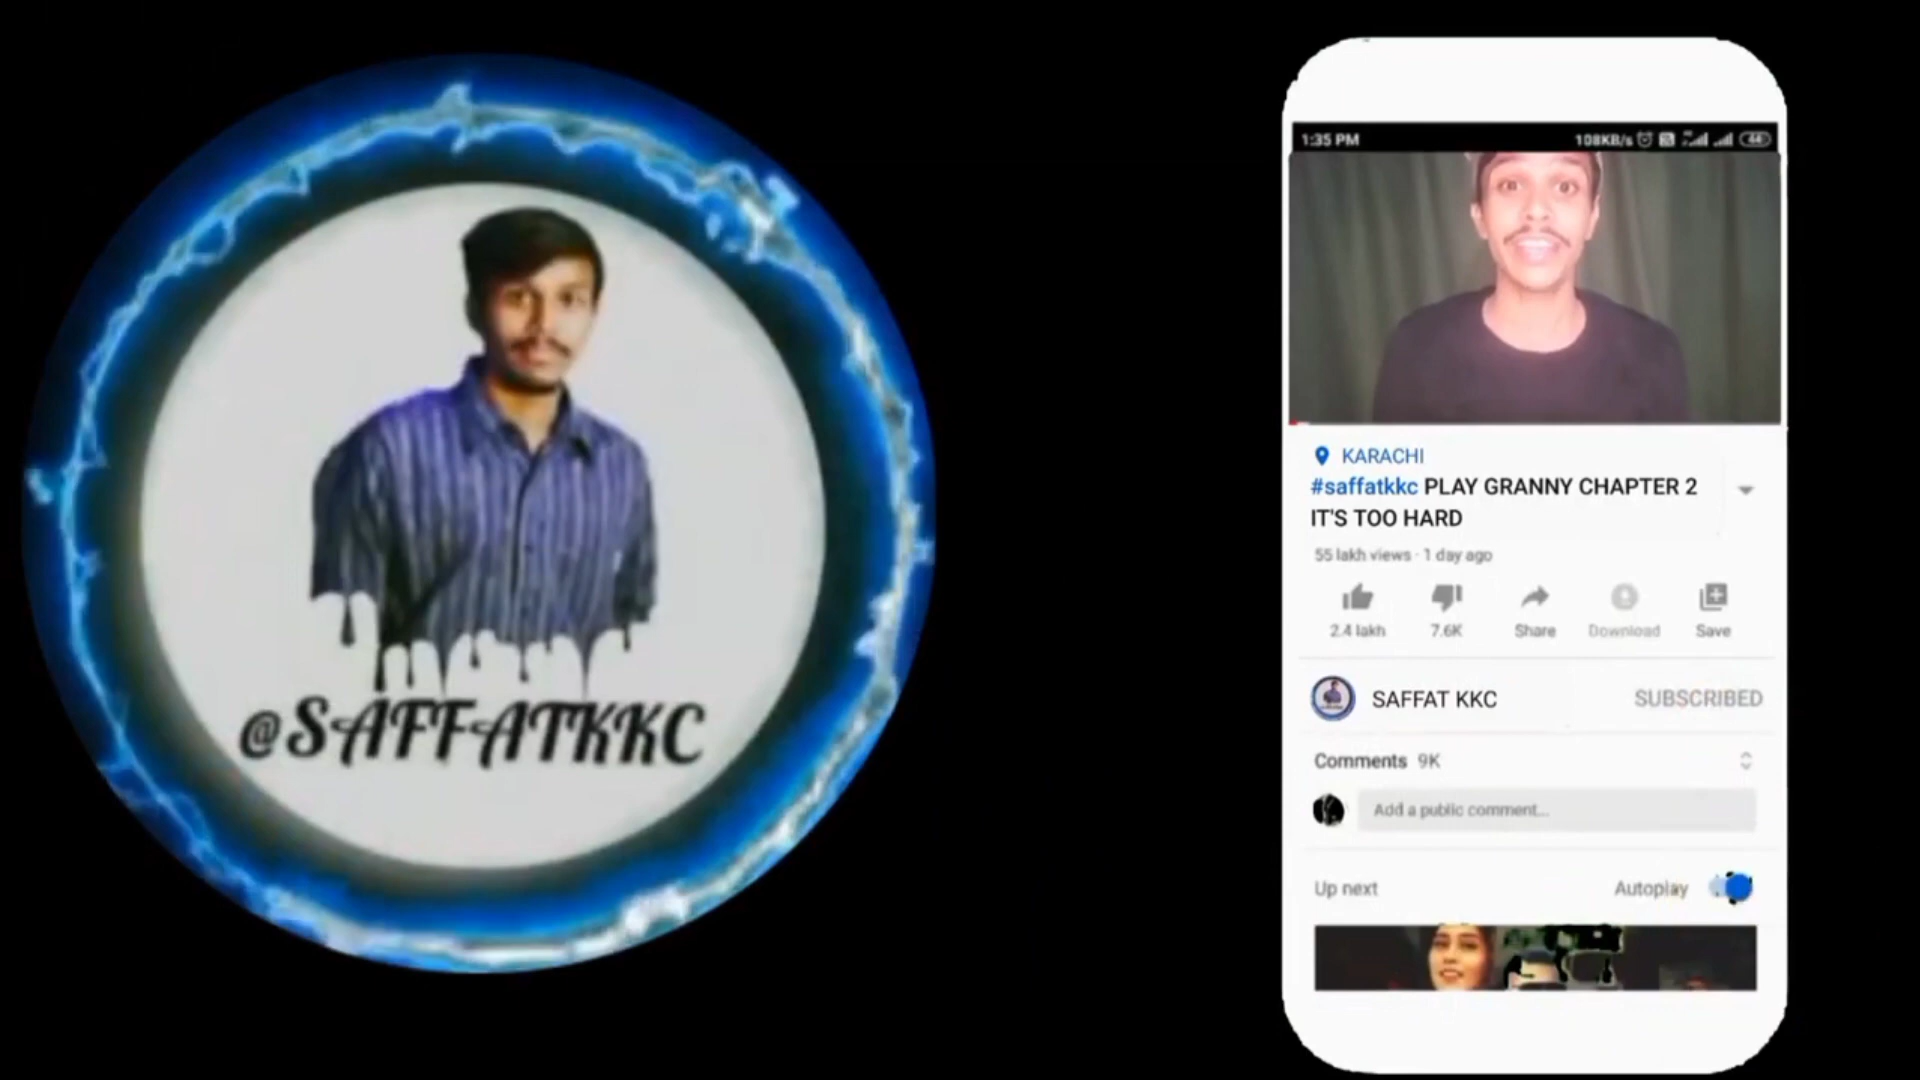 @SAFFATKKC
1:35 PM 108KB/s 44
KARACHI
#saffatkkc PLAY GRANNY CHAPTER 2
IT'S TOO HARD
55 lakh views · 1 day ago
2.4 lakh 7.6K Share Download Save
SAFFAT KKC SUBSCRIBED
Comments 9K
Add a public comment...
Up next Autoplay